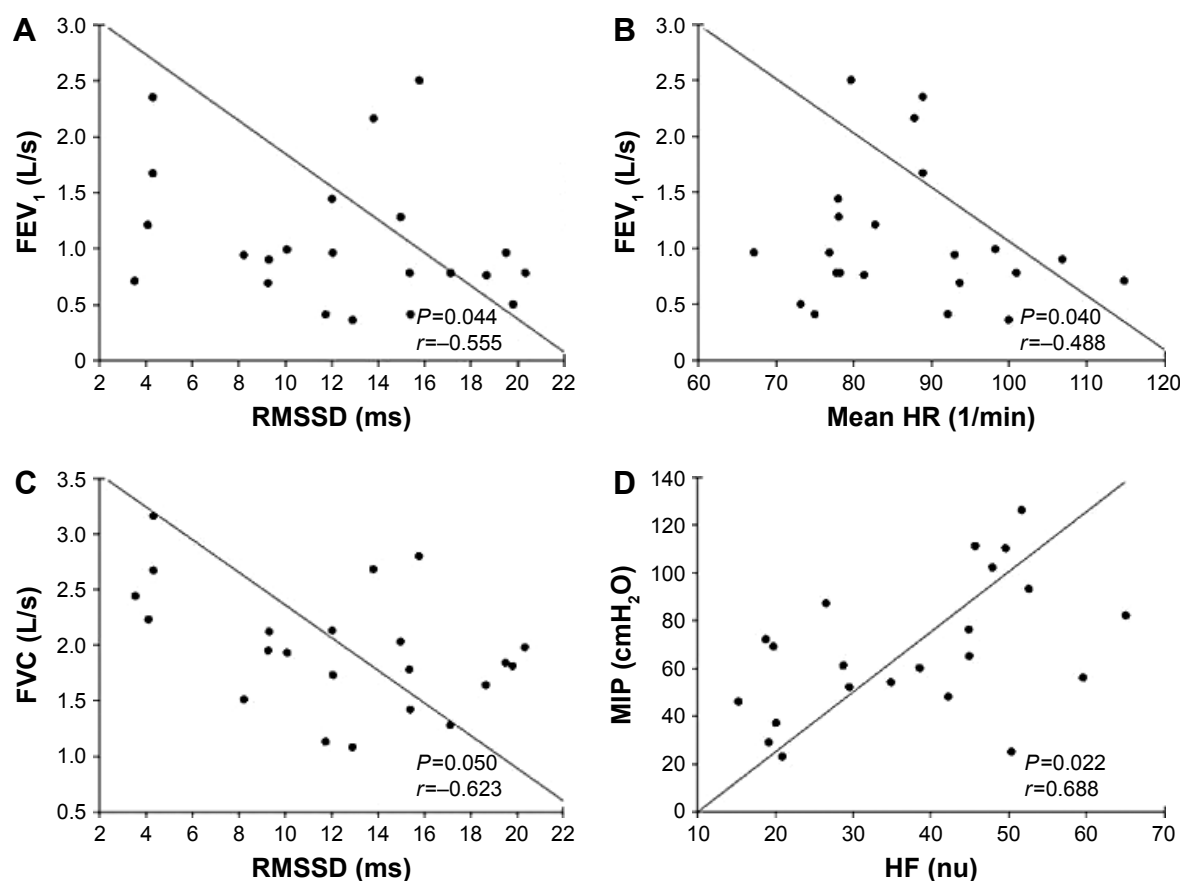 A
3.0
2.5
2.0
1.5
1.0
0.5
0
FEV₁ (L/s)
P=0.044
r=–0.555
2 4 6 8 10 12 14 16 18 20 22
RMSSD (ms)
B
3.0
2.5
2.0
1.5
1.0
0.5
0
FEV₁ (L/s)
P=0.040
r=–0.488
60 70 80 90 100 110 120
Mean HR (1/min)
C
3.5
3.0
2.5
2.0
1.5
1.0
0.5
FVC (L/s)
P=0.050
r=–0.623
2 4 6 8 10 12 14 16 18 20 22
RMSSD (ms)
D
140
120
100
80
60
40
20
0
MIP (cmH₂O)
P=0.022
r=0.688
10 20 30 40 50 60 70
HF (nu)